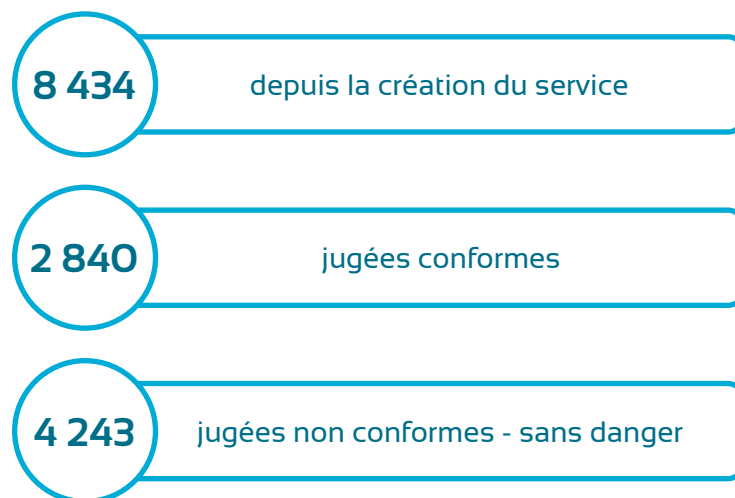 8 434 depuis la création du service
2 840 jugées conformes
4 243 jugées non conformes - sans danger